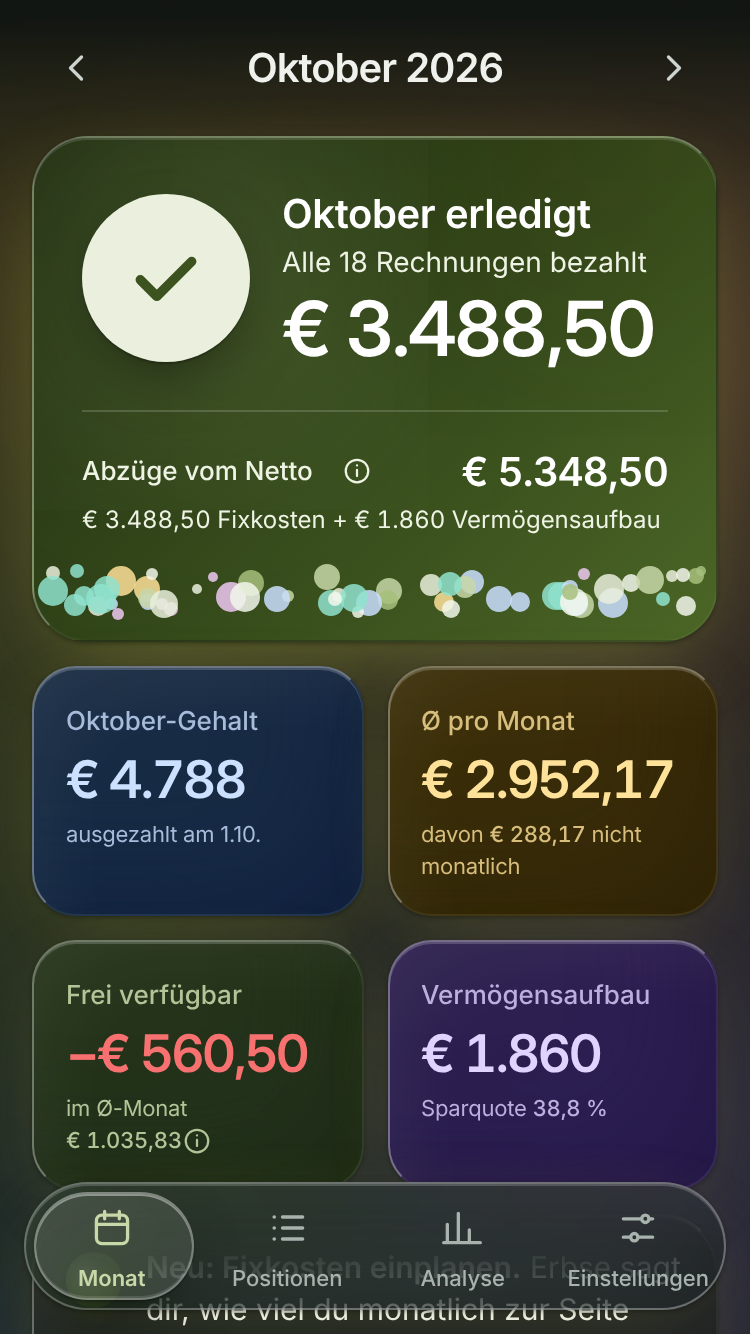 Oktober 2026
Oktober erledigt
Alle 18 Rechnungen bezahlt
€ 3.488,50
Abzüge vom Netto
€ 5.348,50
€ 3.488,50 Fixkosten + € 1.860 Vermögensaufbau
Oktober-Gehalt
€ 4.788
ausgezahlt am 1.10.
Ø pro Monat
€ 2.952,17
davon € 288,17 nicht
monatlich
Frei verfügbar
–€ 560,50
im Ø-Monat
€ 1.035,83
Vermögensaufbau
€ 1.860
Sparquote 38,8 %
Neu: Fixkosten einplanen. Erbse sagt
dir, wie viel du monatlich zur Seite
Monat
Positionen
Analyse
Einstellungen